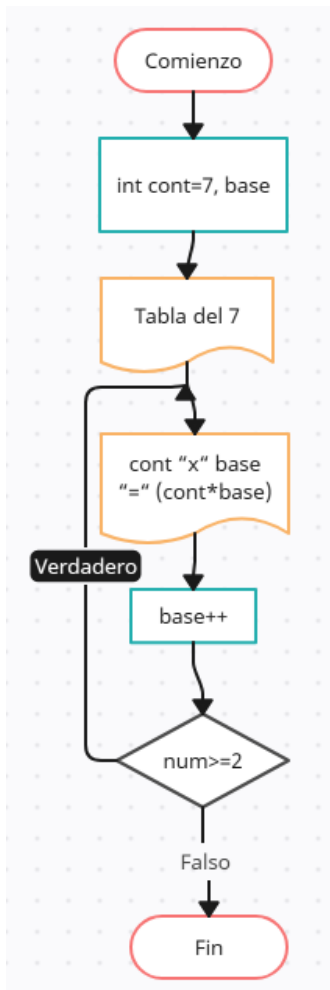 Comienzo
int cont=7, base
Tabla del 7
cont “x“ base
“=“ (cont*base)
Verdadero
base++
num>=2
Falso
Fin